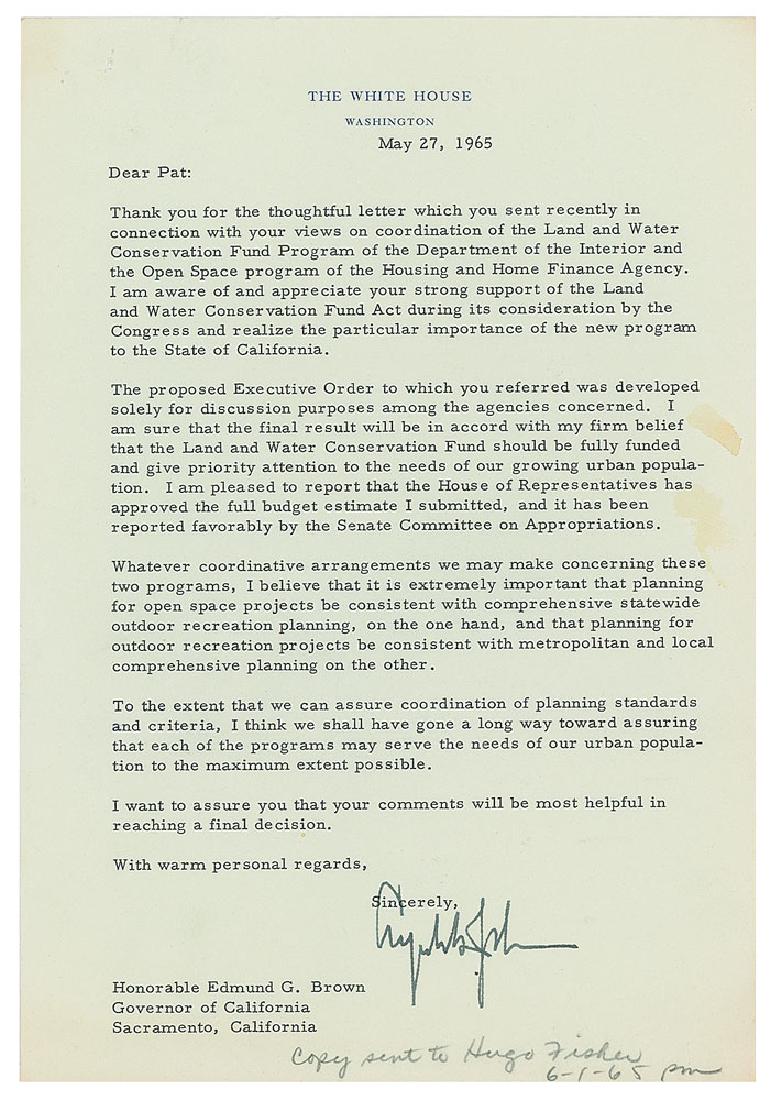 THE WHITE HOUSE
WASHINGTON
May 27, 1965
Dear Pat:
Thank you for the thoughtful letter which you sent recently in
connection with your views on coordination of the Land and Water
Conservation Fund Program of the Department of the Interior and
the Open Space program of the Housing and Home Finance Agency.
I am aware of and appreciate your strong support of the Land
and Water Conservation Fund Act during its consideration by the
Congress and realize the particular importance of the new program
to the State of California.
The proposed Executive Order to which you referred was developed
solely for discussion purposes among the agencies concerned. I
am sure that the final result will be in accord with my firm belief
that the Land and Water Conservation Fund should be fully funded
and give priority attention to the needs of our growing urban popula-
tion. I am pleased to report that the House of Representatives has
approved the full budget estimate I submitted, and it has been
reported favorably by the Senate Committee on Appropriations.
Whatever coordinative arrangements we may make concerning these
two programs, I believe that it is extremely important that planning
for open space projects be consistent with comprehensive statewide
outdoor recreation planning, on the one hand, and that planning for
outdoor recreation projects be consistent with metropolitan and local
comprehensive planning on the other.
To the extent that we can assure coordination of planning standards
and criteria, I think we shall have gone a long way toward assuring
that each of the programs may serve the needs of our urban popula-
tion to the maximum extent possible.
I want to assure you that your comments will be most helpful in
reaching a final decision.
With warm personal regards,
Sincerely,
Honorable Edmund G. Brown
Governor of California
Sacramento, California
Copy sent to Hugo Fisher
6-1-65 pm